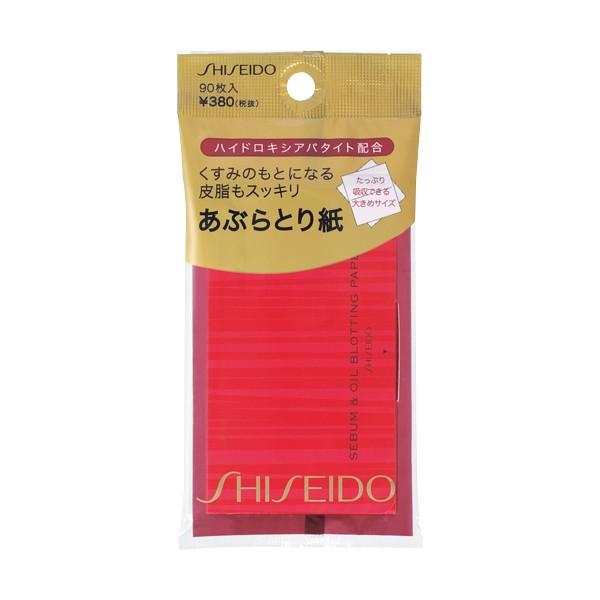 SHISEIDO
90枚入
¥380(税抜)
ハイドロキシアパタイト配合
くすみのもとになる
皮脂もスッキリ
たっぷり
吸収できる
大きめサイズ
あぶらとり紙
SEBUM & OIL BLOTTING PAPE
SHISEIDO
SHISEIDO